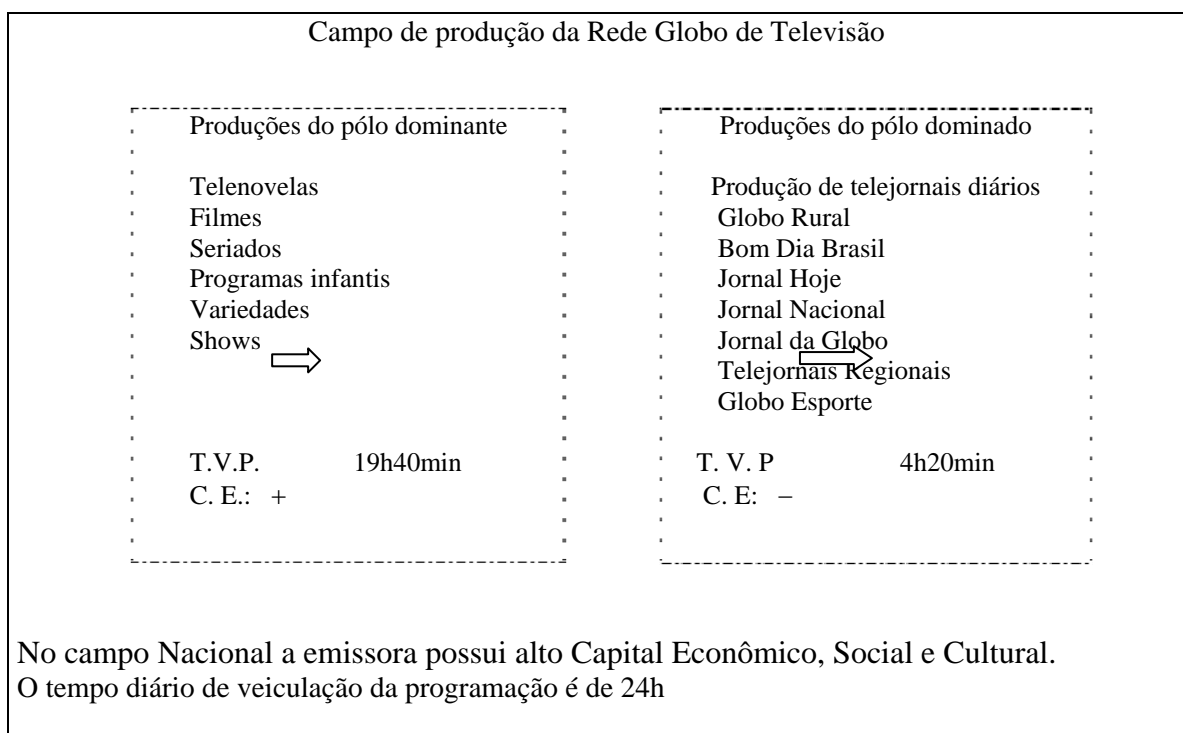 Campo de produção da Rede Globo de Televisão
Produções do pólo dominante
Telenovelas
Filmes
Seriados
Programas infantis
Variedades
Shows
T.V.P. 19h40min
C. E.: +
Produções do pólo dominado
Produção de telejornais diários
Globo Rural
Bom Dia Brasil
Jornal Hoje
Jornal Nacional
Jornal da Globo
Telejornais Regionais
Globo Esporte
T. V. P 4h20min
C. E: −
No campo Nacional a emissora possui alto Capital Econômico, Social e Cultural.
O tempo diário de veiculação da programação é de 24h